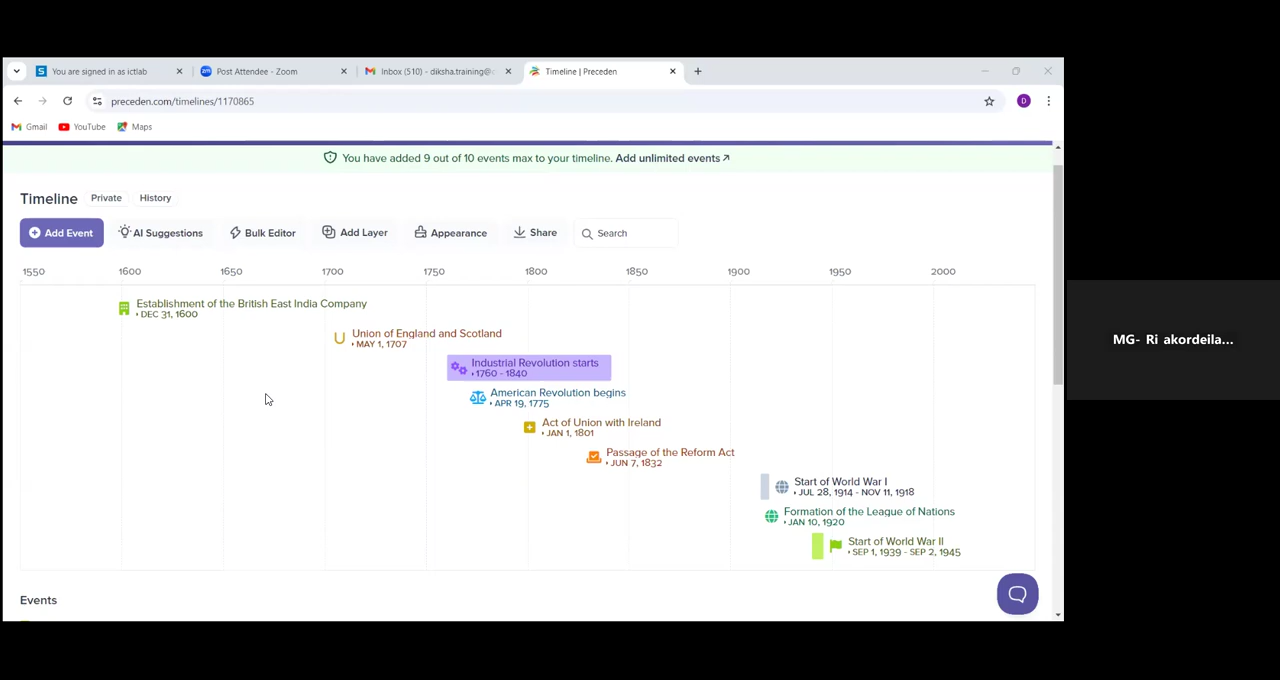 You are signed in as ictlab
Post Attendee - Zoom
Inbox (510) - diksha.training@
Timeline | Preceden
preceden.com/timelines/1170865
D
Gmail
YouTube
Maps
You have added 9 out of 10 events max to your timeline. Add unlimited events
Timeline
Private
History
Add Event
AI Suggestions
Bulk Editor
Add Layer
Appearance
Share
Search
1550 1600 1650 1700 1750 1800 1850 1900 1950 2000
Establishment of the British East India Company
DEC 31, 1600
Union of England and Scotland
MAY 1, 1707
Industrial Revolution starts
1760 - 1840
American Revolution begins
APR 19, 1775
Act of Union with Ireland
JAN 1, 1801
Passage of the Reform Act
JUN 7, 1832
Start of World War I
JUL 28, 1914 - NOV 11, 1918
Formation of the League of Nations
JAN 10, 1920
Start of World War II
SEP 1, 1939 - SEP 2, 1945
Events
MG- Ri akordeila...